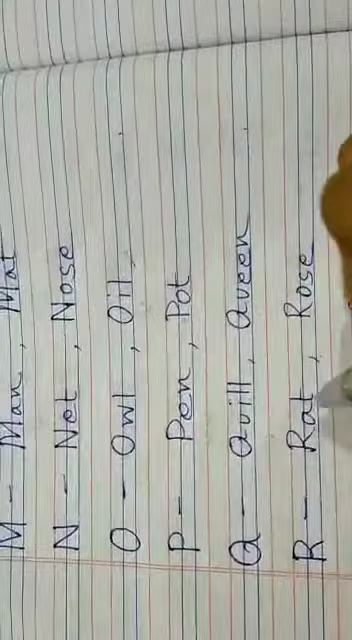 M - Man, Mat
N - Net, Nose
O - Owl, Oil,
P - Pen, Pot
Q - Quill, Queen
R - Rat, Rose